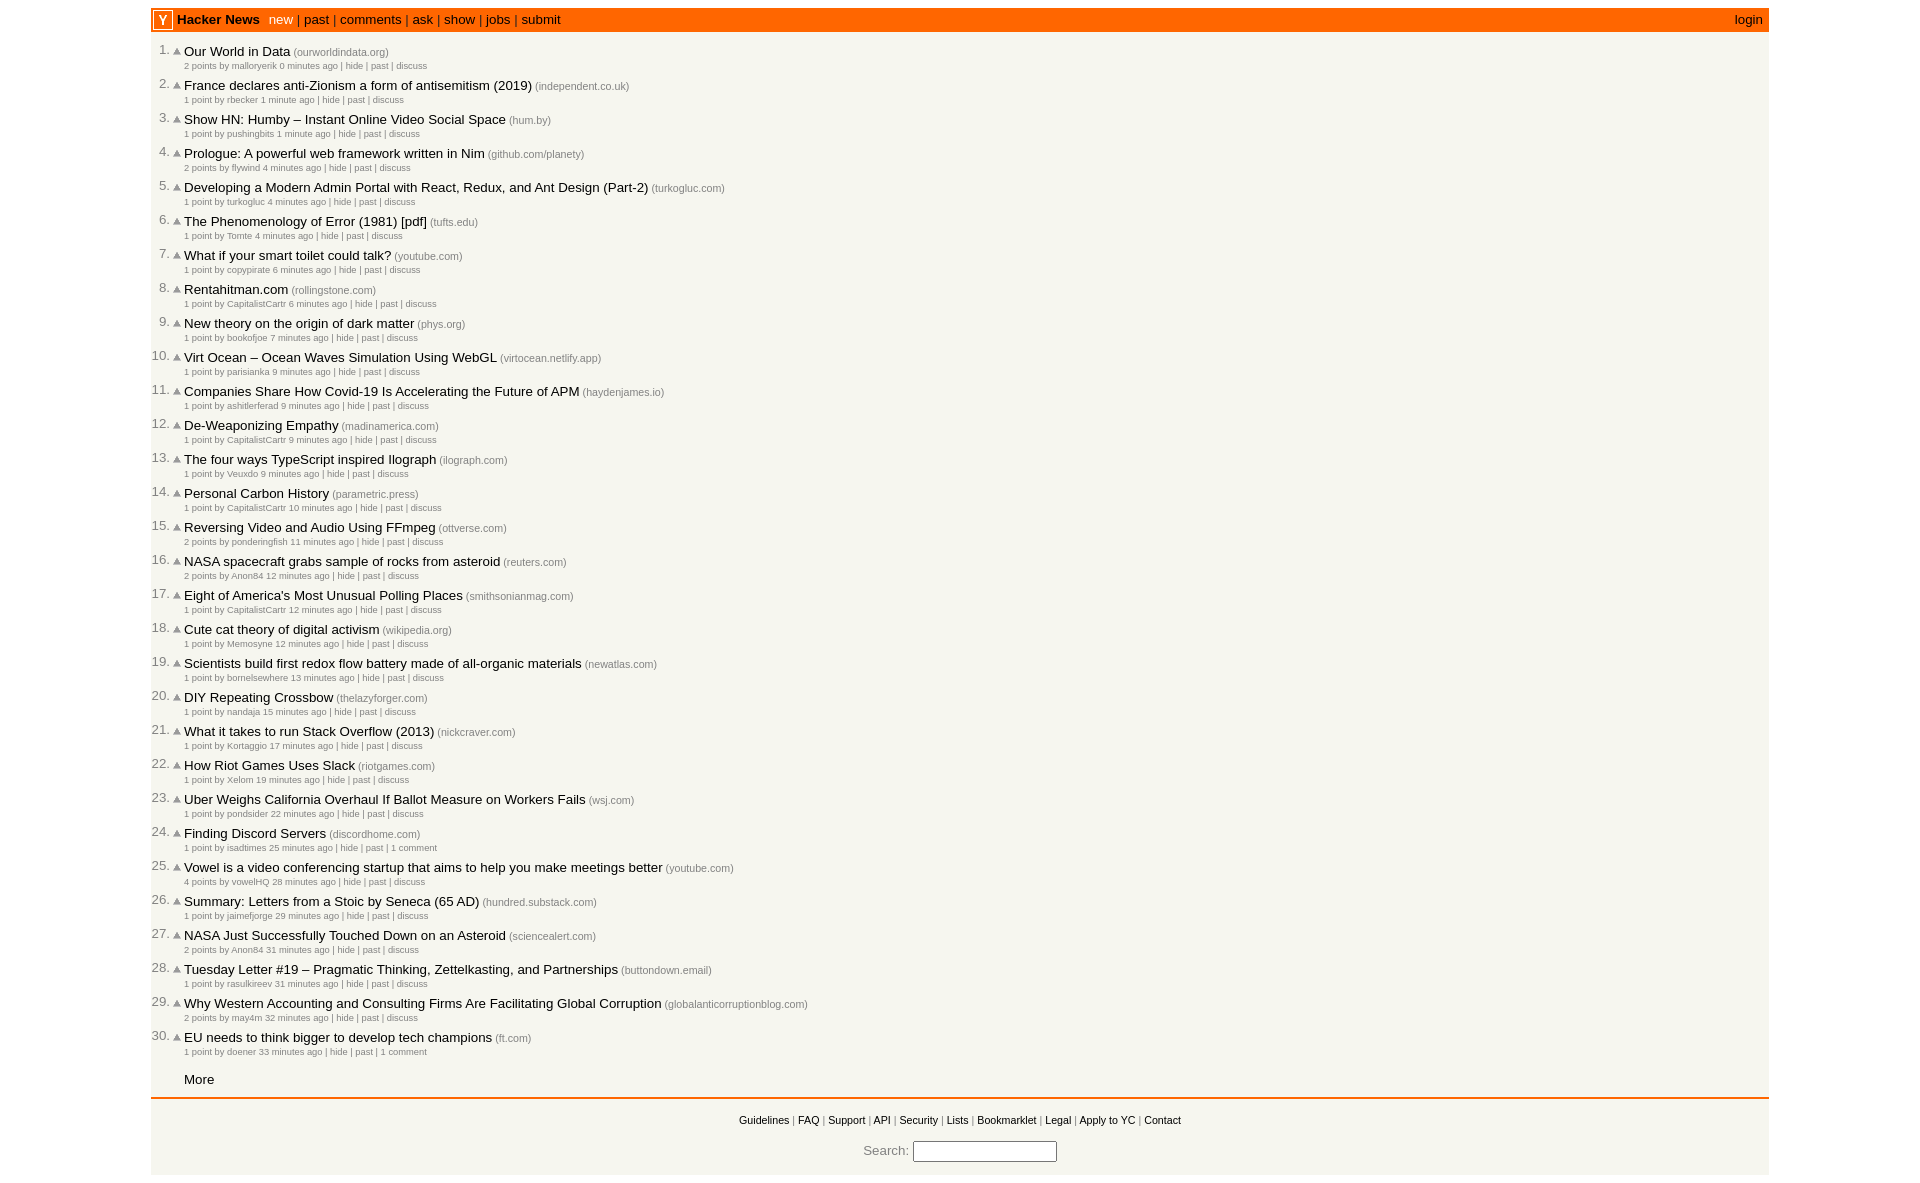 Y Hacker News new | past | comments | ask | show | jobs | submit login
1. Our World in Data (ourworldindata.org)
2 points by malloryerik 0 minutes ago | hide | past | discuss
2. France declares anti-Zionism a form of antisemitism (2019) (independent.co.uk)
1 point by rbecker 1 minute ago | hide | past | discuss
3. Show HN: Humby – Instant Online Video Social Space (hum.by)
1 point by pushingbits 1 minute ago | hide | past | discuss
4. Prologue: A powerful web framework written in Nim (github.com/planety)
2 points by flywind 4 minutes ago | hide | past | discuss
5. Developing a Modern Admin Portal with React, Redux, and Ant Design (Part-2) (turkogluc.com)
1 point by turkogluc 4 minutes ago | hide | past | discuss
6. The Phenomenology of Error (1981) [pdf] (tufts.edu)
1 point by Tomte 4 minutes ago | hide | past | discuss
7. What if your smart toilet could talk? (youtube.com)
1 point by copypirate 6 minutes ago | hide | past | discuss
8. Rentahitman.com (rollingstone.com)
1 point by CapitalistCartr 6 minutes ago | hide | past | discuss
9. New theory on the origin of dark matter (phys.org)
1 point by bookofjoe 7 minutes ago | hide | past | discuss
10. Virt Ocean – Ocean Waves Simulation Using WebGL (virtocean.netlify.app)
1 point by parisianka 9 minutes ago | hide | past | discuss
11. Companies Share How Covid-19 Is Accelerating the Future of APM (haydenjames.io)
1 point by ashitlerferad 9 minutes ago | hide | past | discuss
12. De-Weaponizing Empathy (madinamerica.com)
1 point by CapitalistCartr 9 minutes ago | hide | past | discuss
13. The four ways TypeScript inspired Ilograph (ilograph.com)
1 point by Veuxdo 9 minutes ago | hide | past | discuss
14. Personal Carbon History (parametric.press)
1 point by CapitalistCartr 10 minutes ago | hide | past | discuss
15. Reversing Video and Audio Using FFmpeg (ottverse.com)
2 points by ponderingfish 11 minutes ago | hide | past | discuss
16. NASA spacecraft grabs sample of rocks from asteroid (reuters.com)
2 points by Anon84 12 minutes ago | hide | past | discuss
17. Eight of America's Most Unusual Polling Places (smithsonianmag.com)
1 point by CapitalistCartr 12 minutes ago | hide | past | discuss
18. Cute cat theory of digital activism (wikipedia.org)
1 point by Memosyne 12 minutes ago | hide | past | discuss
19. Scientists build first redox flow battery made of all-organic materials (newatlas.com)
1 point by bornelsewhere 13 minutes ago | hide | past | discuss
20. DIY Repeating Crossbow (thelazyforger.com)
1 point by nandaja 15 minutes ago | hide | past | discuss
21. What it takes to run Stack Overflow (2013) (nickcraver.com)
1 point by Kortaggio 17 minutes ago | hide | past | discuss
22. How Riot Games Uses Slack (riotgames.com)
1 point by Xelom 19 minutes ago | hide | past | discuss
23. Uber Weighs California Overhaul If Ballot Measure on Workers Fails (wsj.com)
1 point by pondsider 22 minutes ago | hide | past | discuss
24. Finding Discord Servers (discordhome.com)
1 point by isadtimes 25 minutes ago | hide | past | 1 comment
25. Vowel is a video conferencing startup that aims to help you make meetings better (youtube.com)
4 points by vowelHQ 28 minutes ago | hide | past | discuss
26. Summary: Letters from a Stoic by Seneca (65 AD) (hundred.substack.com)
1 point by jaimefjorge 29 minutes ago | hide | past | discuss
27. NASA Just Successfully Touched Down on an Asteroid (sciencealert.com)
2 points by Anon84 31 minutes ago | hide | past | discuss
28. Tuesday Letter #19 – Pragmatic Thinking, Zettelkasting, and Partnerships (buttondown.email)
1 point by rasulkireev 31 minutes ago | hide | past | discuss
29. Why Western Accounting and Consulting Firms Are Facilitating Global Corruption (globalanticorruptionblog.com)
2 points by may4m 32 minutes ago | hide | past | discuss
30. EU needs to think bigger to develop tech champions (ft.com)
1 point by doener 33 minutes ago | hide | past | 1 comment
More
Guidelines | FAQ | Support | API | Security | Lists | Bookmarklet | Legal | Apply to YC | Contact
Search: